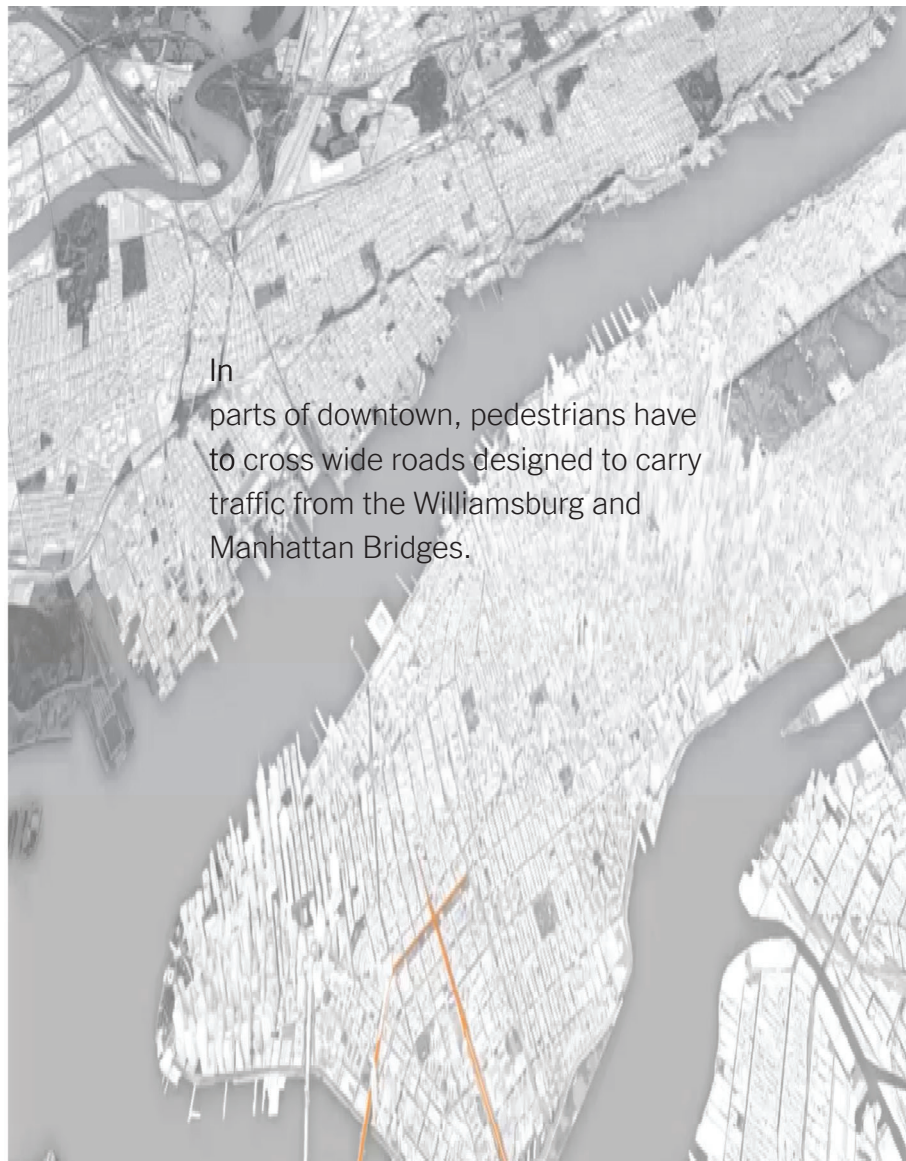 In
parts of downtown, pedestrians have
to cross wide roads designed to carry
traffic from the Williamsburg and
Manhattan Bridges.